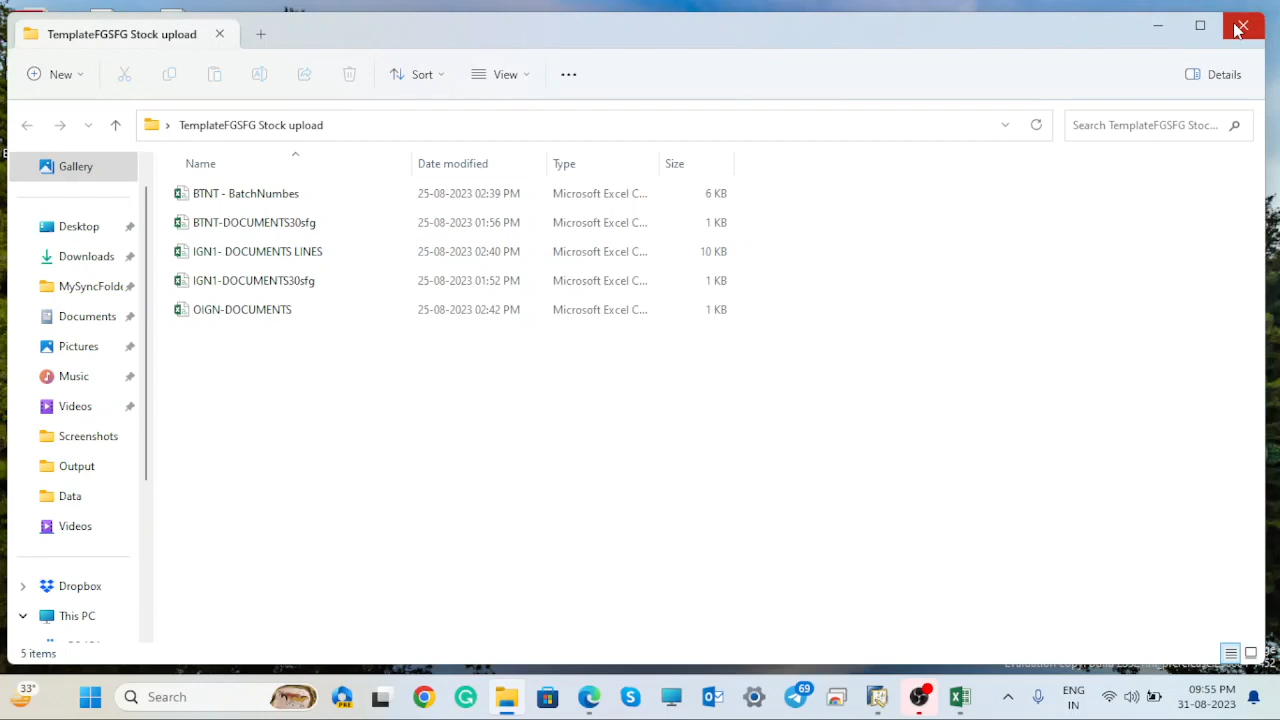 TemplateFGSFG Stock upload
New
Sort
View
Details
TemplateFGSFG Stock upload
Search TemplateFGSFG Stoc...
Name Date modified Type Size
Gallery
Desktop
Downloads
MySyncFolde
Documents
Pictures
Music
Videos
Screenshots
Output
Data
Videos
Dropbox
This PC
BTNT - BatchNumbes 25-08-2023 02:39 PM Microsoft Excel C... 6 KB
BTNT-DOCUMENTS30sfg 25-08-2023 01:56 PM Microsoft Excel C... 1 KB
IGN1- DOCUMENTS LINES 25-08-2023 02:40 PM Microsoft Excel C... 10 KB
IGN1-DOCUMENTS30sfg 25-08-2023 01:52 PM Microsoft Excel C... 1 KB
OIGN-DOCUMENTS 25-08-2023 02:42 PM Microsoft Excel C... 1 KB
5 items
33°
Search
PRE
69
ENG
IN
09:55 PM
31-08-2023